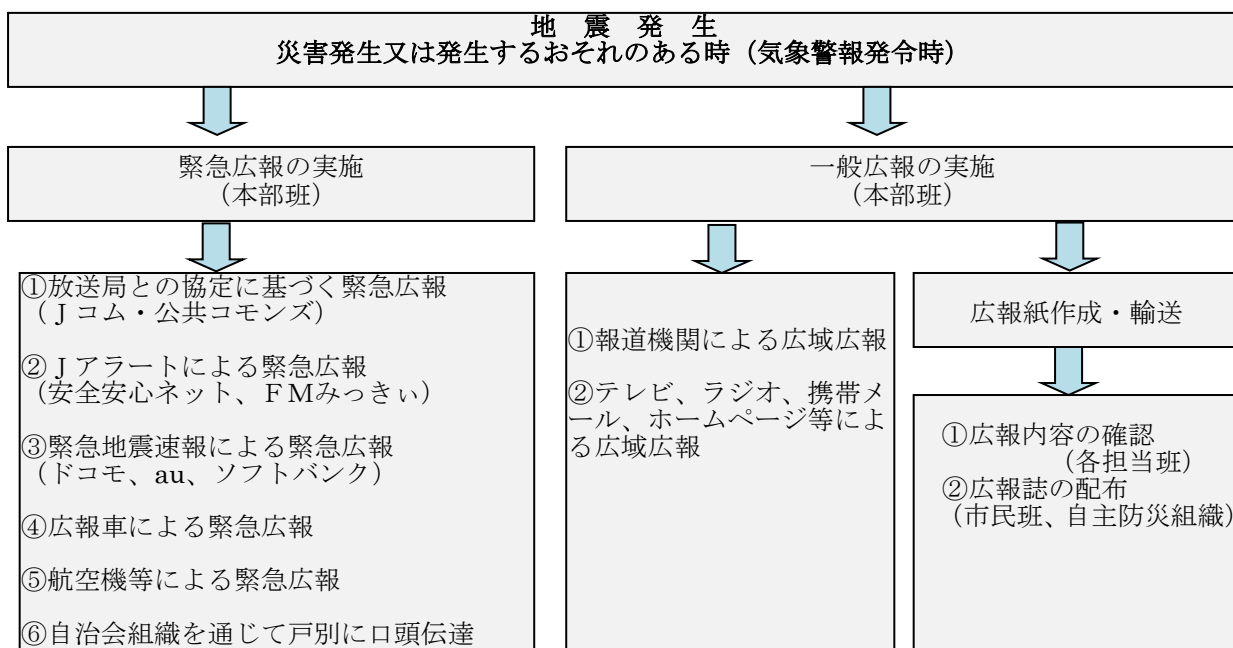 地　震　発　生
災害発生又は発生するおそれのある時（気象警報発令時）
緊急広報の実施
（本部班）
一般広報の実施
（本部班）
①放送局との協定に基づく緊急広報
（Ｊコム・公共コモンズ）
②Ｊアラートによる緊急広報
（安全安心ネット、ＦＭみっきぃ）
③緊急地震速報による緊急広報
（ドコモ、au、ソフトバンク）
④広報車による緊急広報
⑤航空機等による緊急広報
⑥自治会組織を通じて戸別に口頭伝達
①報道機関による広域広報
②テレビ、ラジオ、携帯メ
ール、ホームページ等によ
る広域広報
広報紙作成・輸送
①広報内容の確認
（各担当班）
②広報誌の配布
（市民班、自主防災組織）